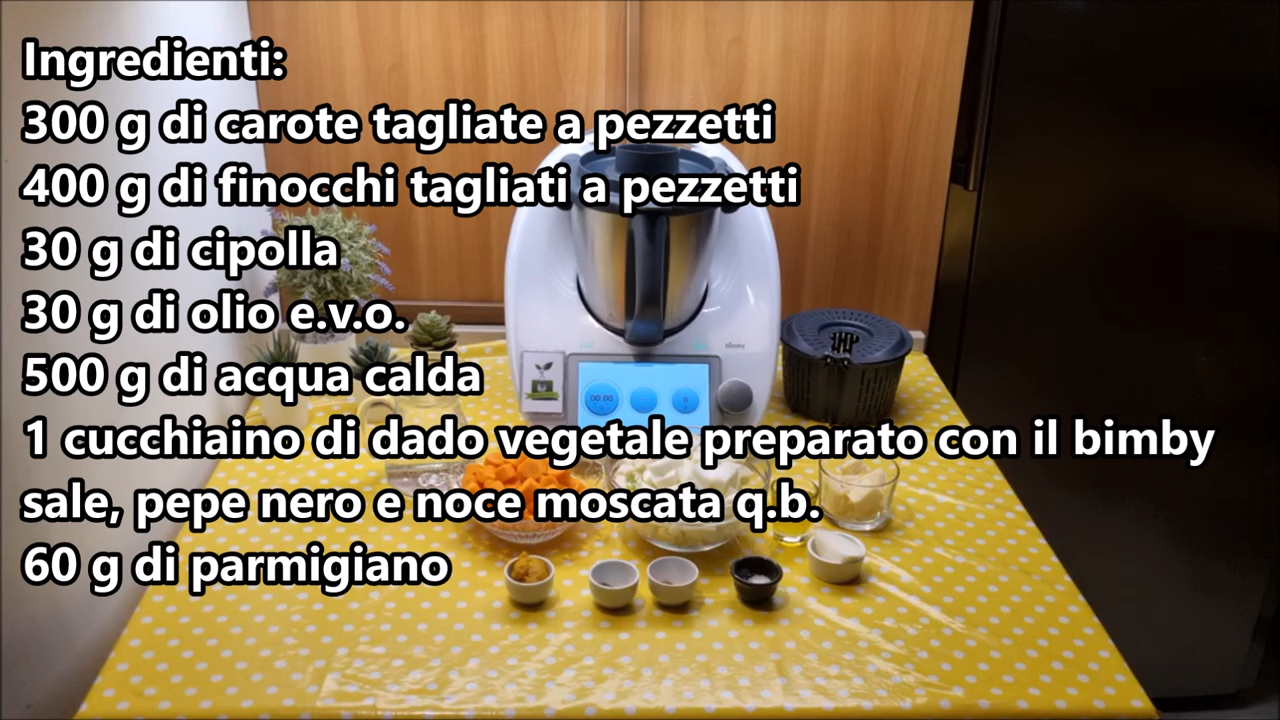 Ingredienti:
300 g di carote tagliate a pezzetti
400 g di finocchi tagliati a pezzetti
30 g di cipolla
30 g di olio e.v.o.
500 g di acqua calda
1 cucchiaino di dado vegetale preparato con il bimby
sale, pepe nero e noce moscata q.b.
60 g di parmigiano
00:00